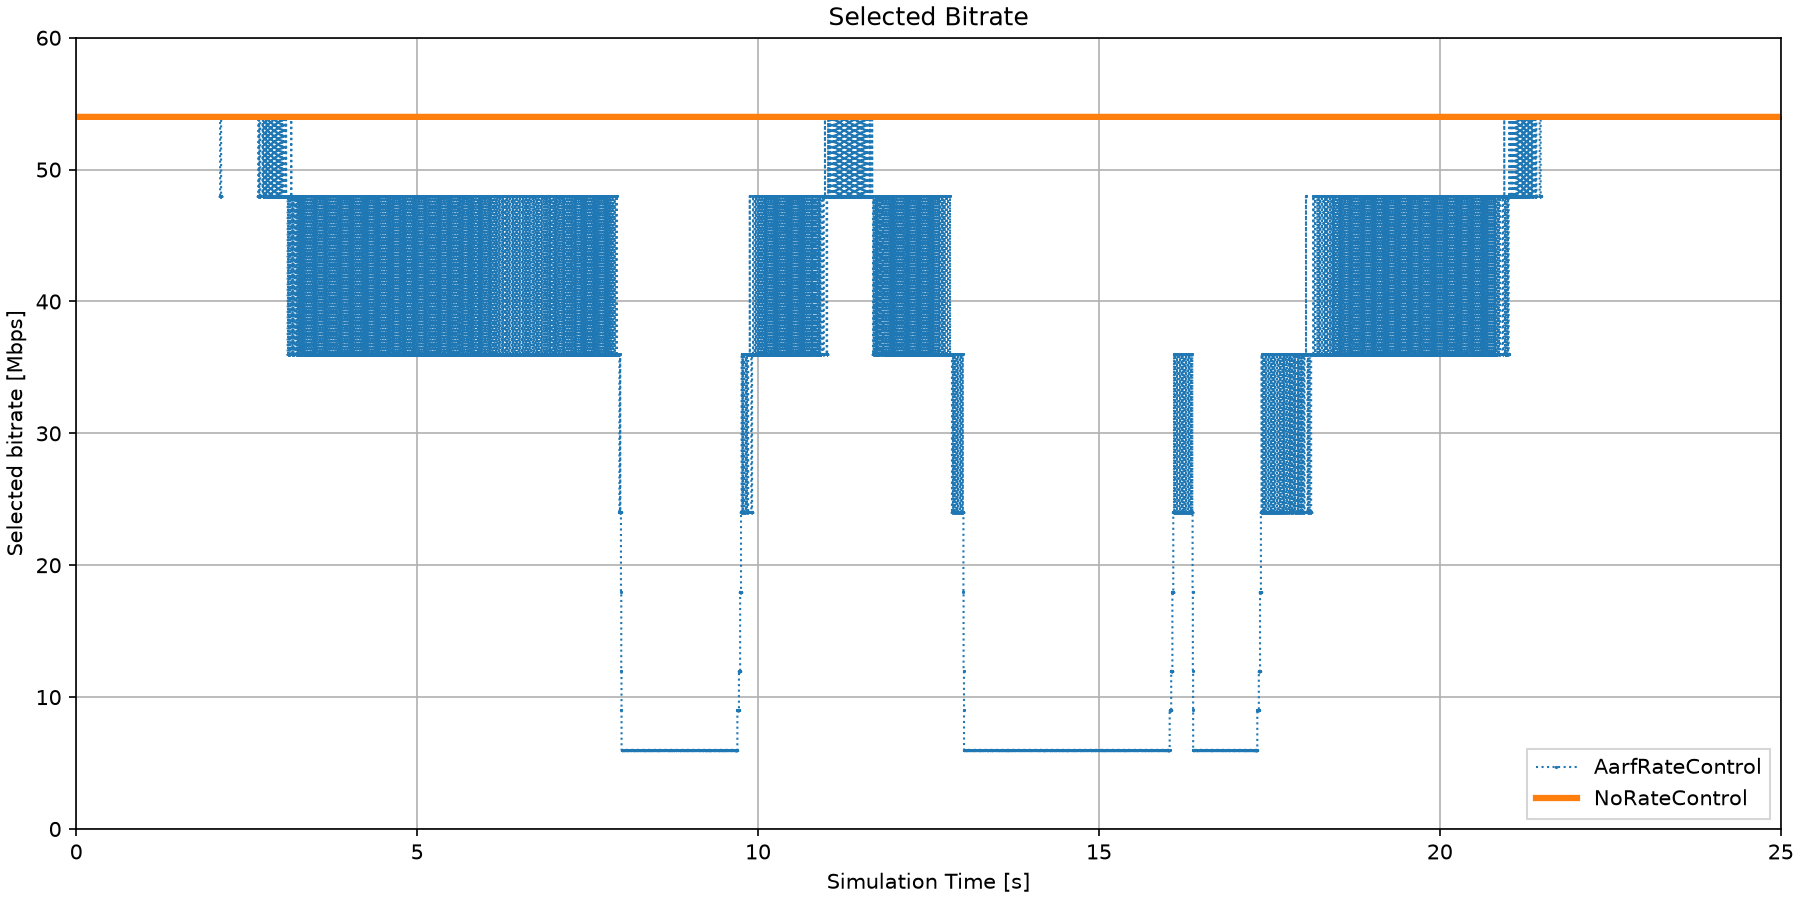 Selected Bitrate
60
50
40
30
20
10
0
Selected bitrate [Mbps]
0 5 10 15 20 25
Simulation Time [s]
AarfRateControl
NoRateControl